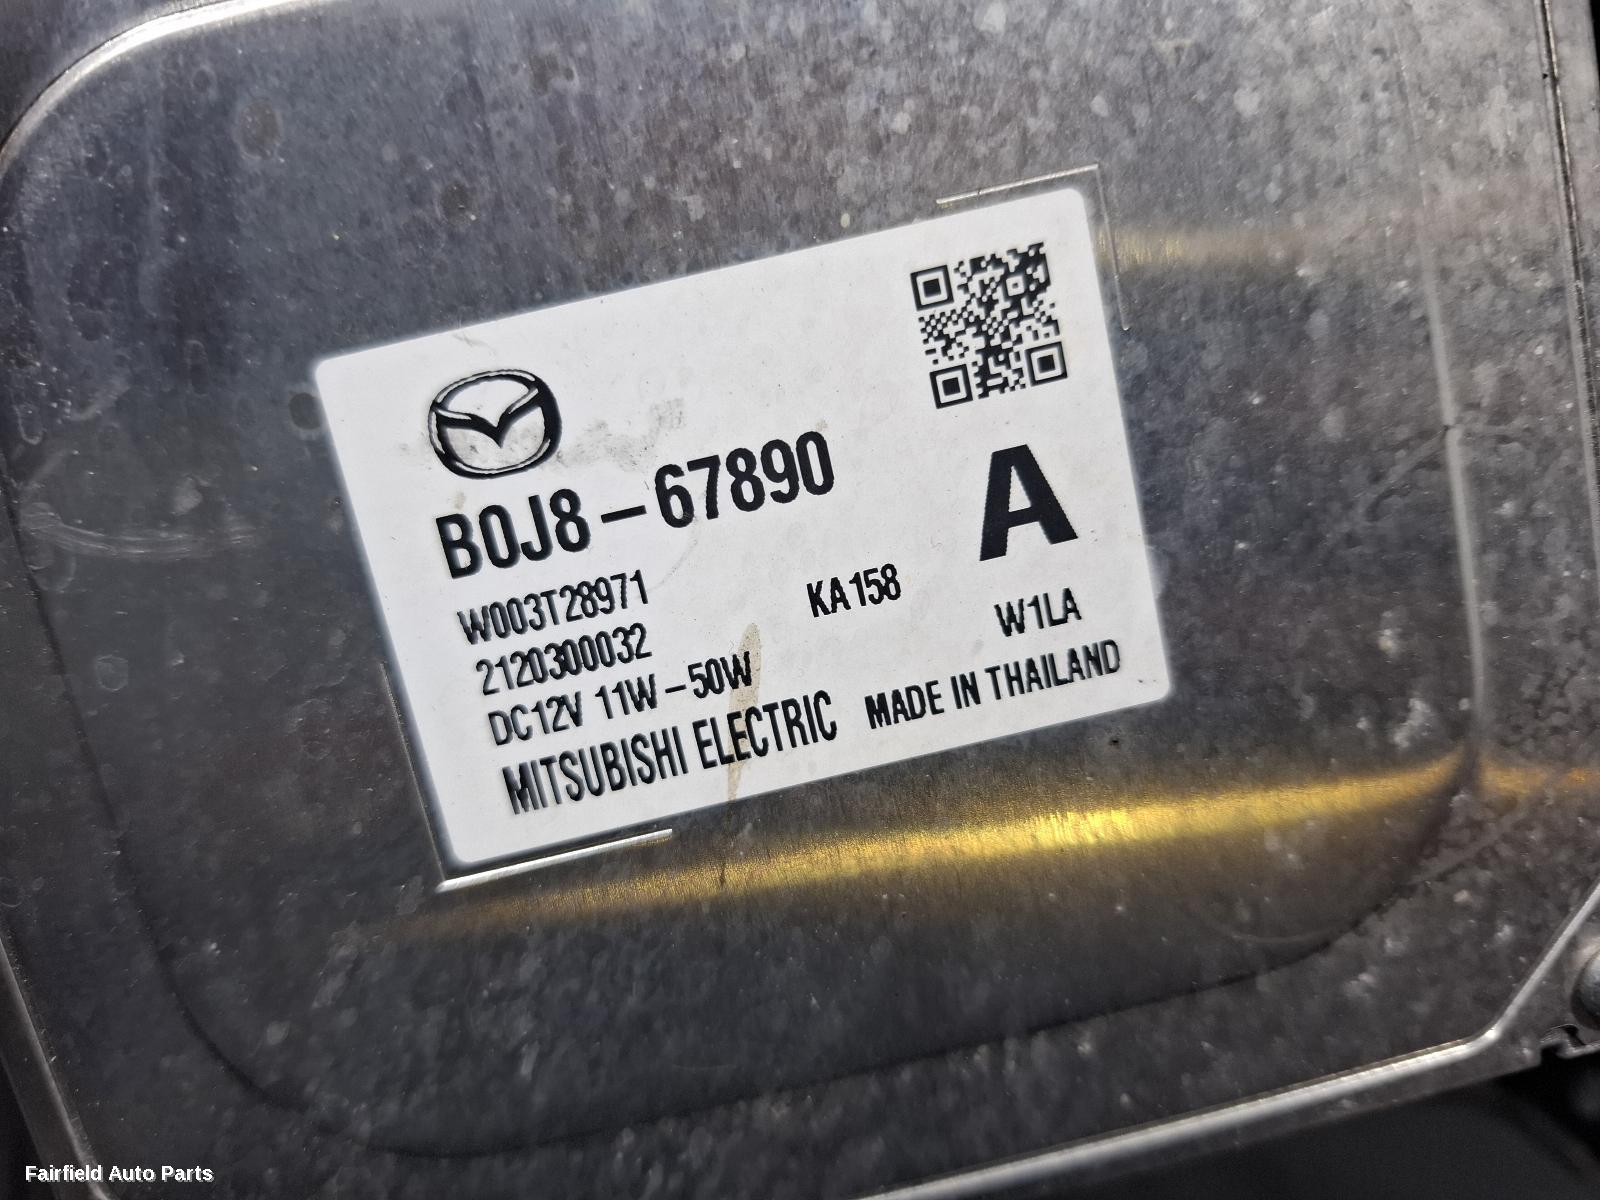 B0J8-67890
A
W003T28971
KA158
2120300032
W1LA
DC12V 11W-50W
MITSUBISHI ELECTRIC MADE IN THAILAND
Fairfield Auto Parts